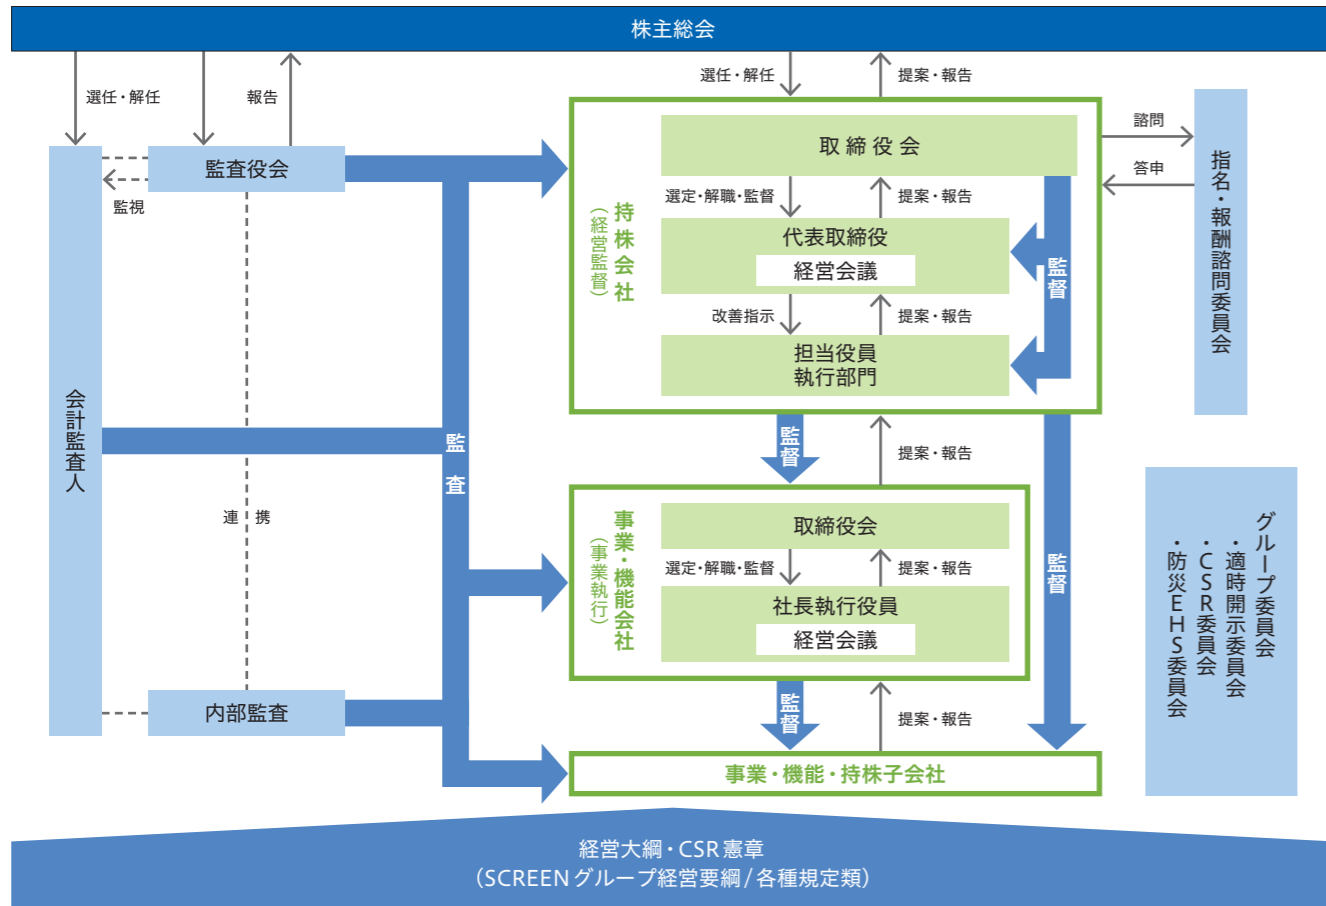 株主総会
選任・解任
報告
選任・解任
提案・報告
監査役会
監視
会計監査人
連携
内部監査
監査
持株会社
（経営監督）
取締役会
選定・解職・監督
提案・報告
代表取締役
経営会議
改善指示
提案・報告
担当役員
執行部門
監督
諮問
答申
指名・報酬諮問委員会
監督
提案・報告
監督
事業・機能会社
（事業執行）
取締役会
選定・解職・監督
提案・報告
社長執行役員
経営会議
監督
提案・報告
事業・機能・持株子会社
グループ委員会
・適時開示委員会
・CSR委員会
・防災EHS委員会
経営大綱・CSR憲章
（SCREENグループ経営要綱/各種規定類）